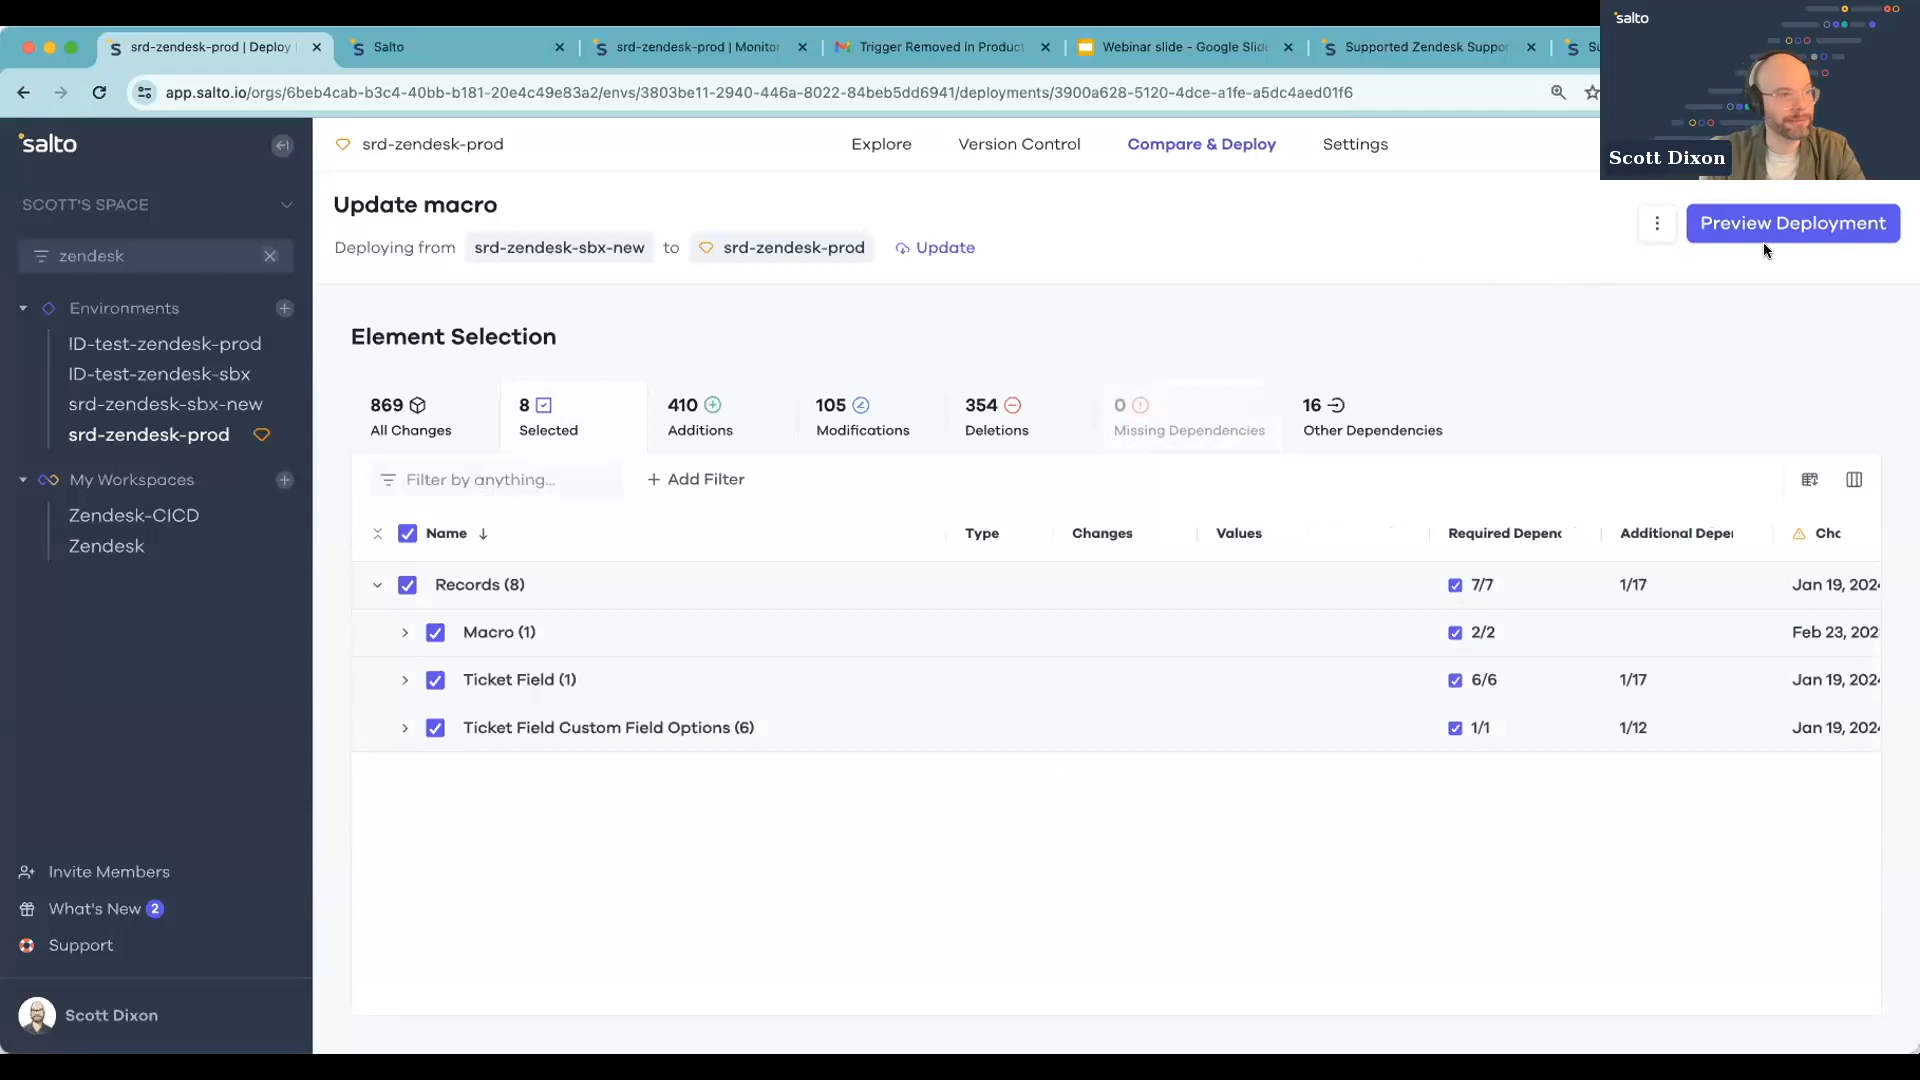 srd-zendesk-prod | Deploy
Salto
srd-zendesk-prod | Monitor
Trigger Removed in Product
Webinar slide - Google Slid
Supported Zendesk Suppo
app.salto.io/orgs/6beb4cab-b3c4-40bb-b181-20e4c49e83a2/envs/3803be11-2940-446a-8022-84beb5dd6941/deployments/3900a628-5120-4dce-a1fe-a5dc4aed01f6
salto
Scott Dixon
salto
SCOTT'S SPACE
zendesk
Environments
ID-test-zendesk-prod
ID-test-zendesk-sbx
srd-zendesk-sbx-new
srd-zendesk-prod
My Workspaces
Zendesk-CICD
Zendesk
Invite Members
What's New 2
Support
Scott Dixon
srd-zendesk-prod
Explore
Version Control
Compare & Deploy
Settings
Update macro
Deploying from srd-zendesk-sbx-new to srd-zendesk-prod Update
Preview Deployment
Element Selection
869
All Changes
8
Selected
410
Additions
105
Modifications
354
Deletions
0
Missing Dependencies
16
Other Dependencies
Filter by anything...
+ Add Filter
Name Type Changes Values Required Depenc Additional Depe Cha
Records (8) 7/7 1/17 Jan 19, 2024
Macro (1) 2/2 Feb 23, 202
Ticket Field (1) 6/6 1/17 Jan 19, 2024
Ticket Field Custom Field Options (6) 1/1 1/12 Jan 19, 2024